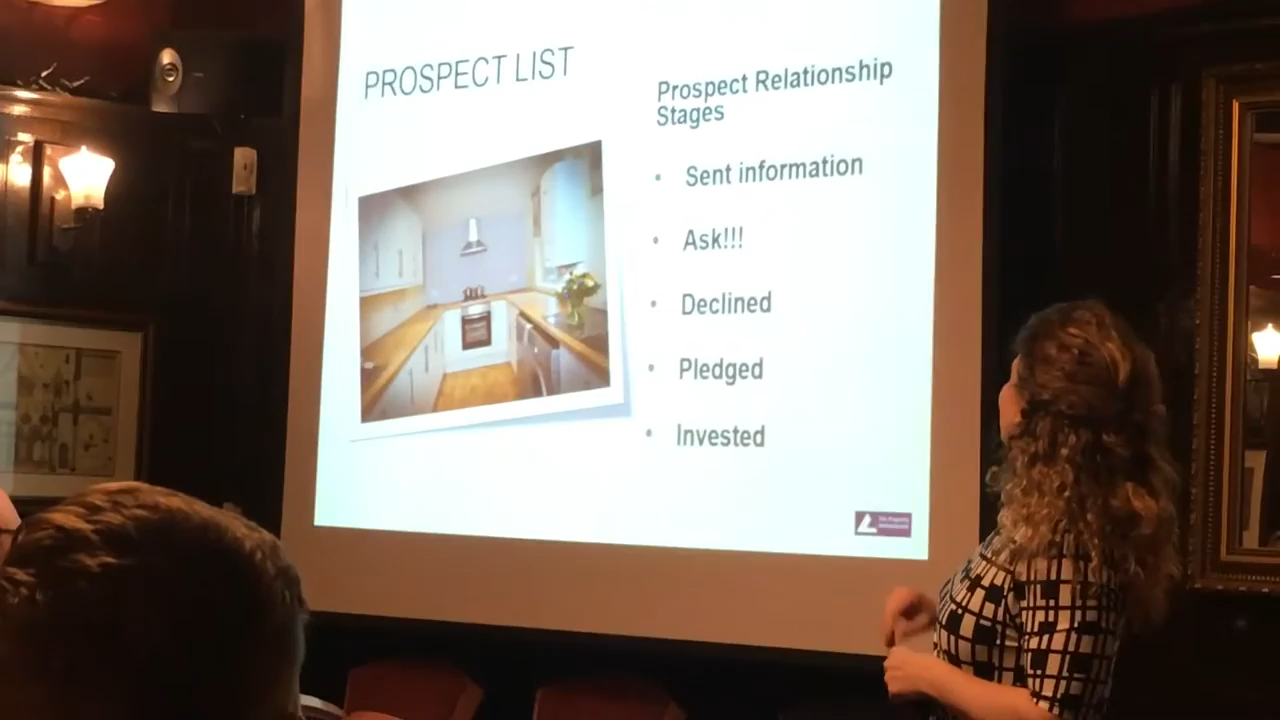 PROSPECT LIST
Prospect Relationship
Stages
• Sent information
• Ask!!!
• Declined
• Pledged
• Invested